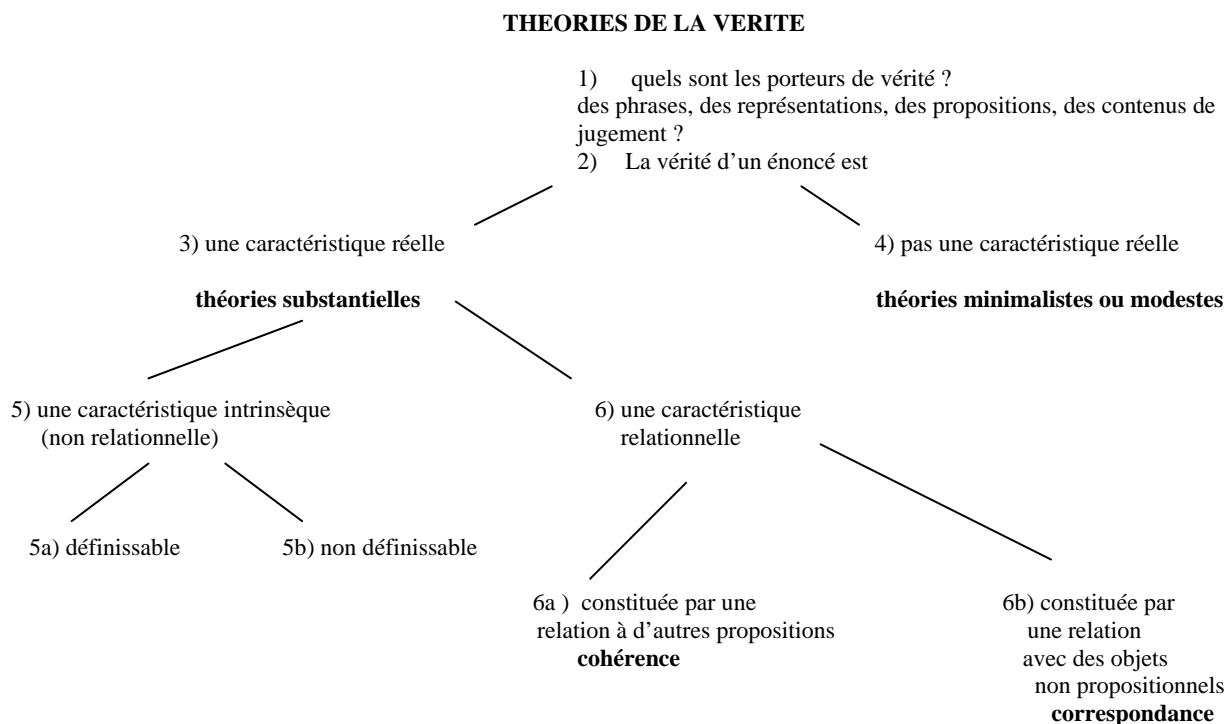 THEORIES DE LA VERITE
1) quels sont les porteurs de vérité ?
des phrases, des représentations, des propositions, des contenus de
jugement ?
2) La vérité d’un énoncé est
3) une caractéristique réelle
4) pas une caractéristique réelle
théories substantielles
théories minimalistes ou modestes
5) une caractéristique intrinsèque
(non relationnelle)
6) une caractéristique
relationnelle
5a) définissable
5b) non définissable
6a ) constituée par une
relation à d’autres propositions
cohérence
6b) constituée par
une relation
avec des objets
non propositionnels
correspondance